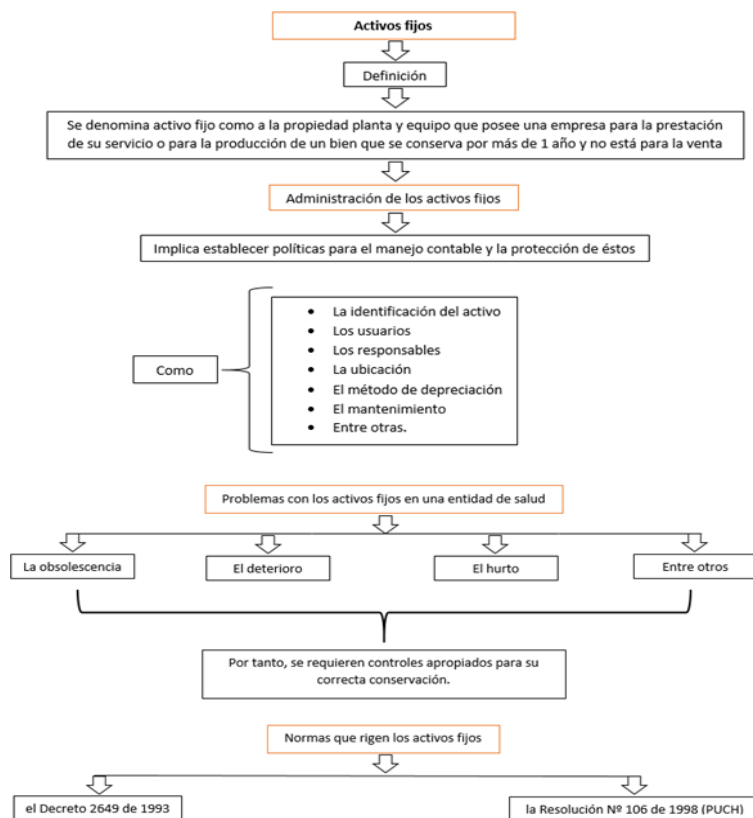 Activos fijos
Definición
Se denomina activo fijo como a la propiedad planta y equipo que posee una empresa para la prestación
de su servicio o para la producción de un bien que se conserva por más de 1 año y no está para la venta
Administración de los activos fijos
Implica establecer políticas para el manejo contable y la protección de éstos
Como
• La identificación del activo
• Los usuarios
• Los responsables
• La ubicación
• El método de depreciación
• El mantenimiento
• Entre otras.
Problemas con los activos fijos en una entidad de salud
La obsolescencia
El deterioro
El hurto
Entre otros
Por tanto, se requieren controles apropiados para su
correcta conservación.
Normas que rigen los activos fijos
el Decreto 2649 de 1993
la Resolución Nº 106 de 1998 (PUCH)